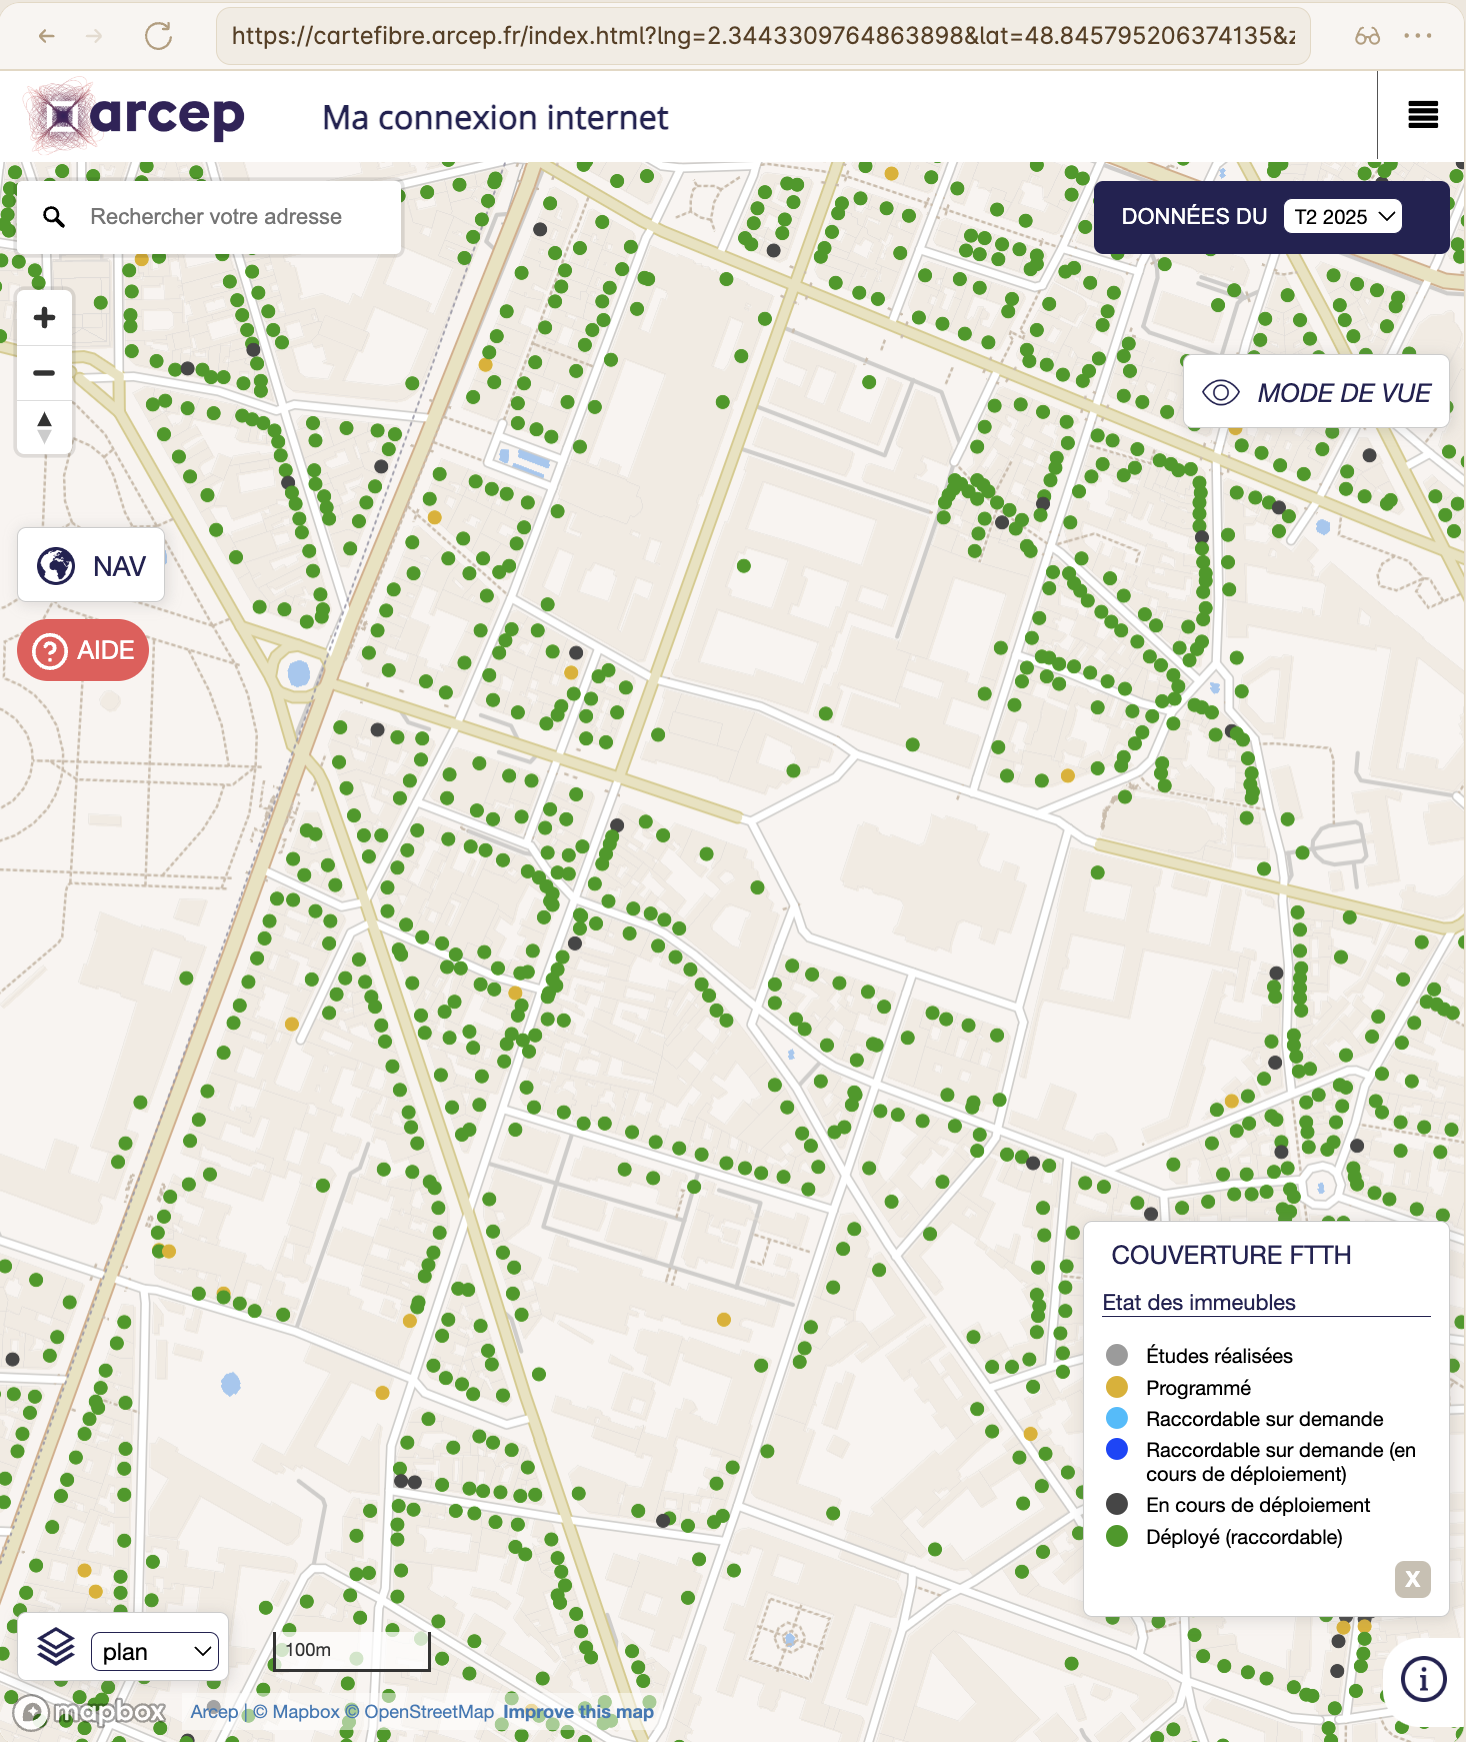 https://cartefibre.arcep.fr/index.html?lng=2.3443309764863898&lat=48.845795206374135&z
arcep
Ma connexion internet
Rechercher votre adresse
DONNÉES DU T2 2025
MODE DE VUE
NAV
AIDE
COUVERTURE FTTH
Etat des immeubles
Études réalisées
Programmé
Raccordable sur demande
Raccordable sur demande (en
cours de déploiement)
En cours de déploiement
Déployé (raccordable)
X
plan
100m
mapbox
Arcep | © Mapbox © OpenStreetMap Improve this map